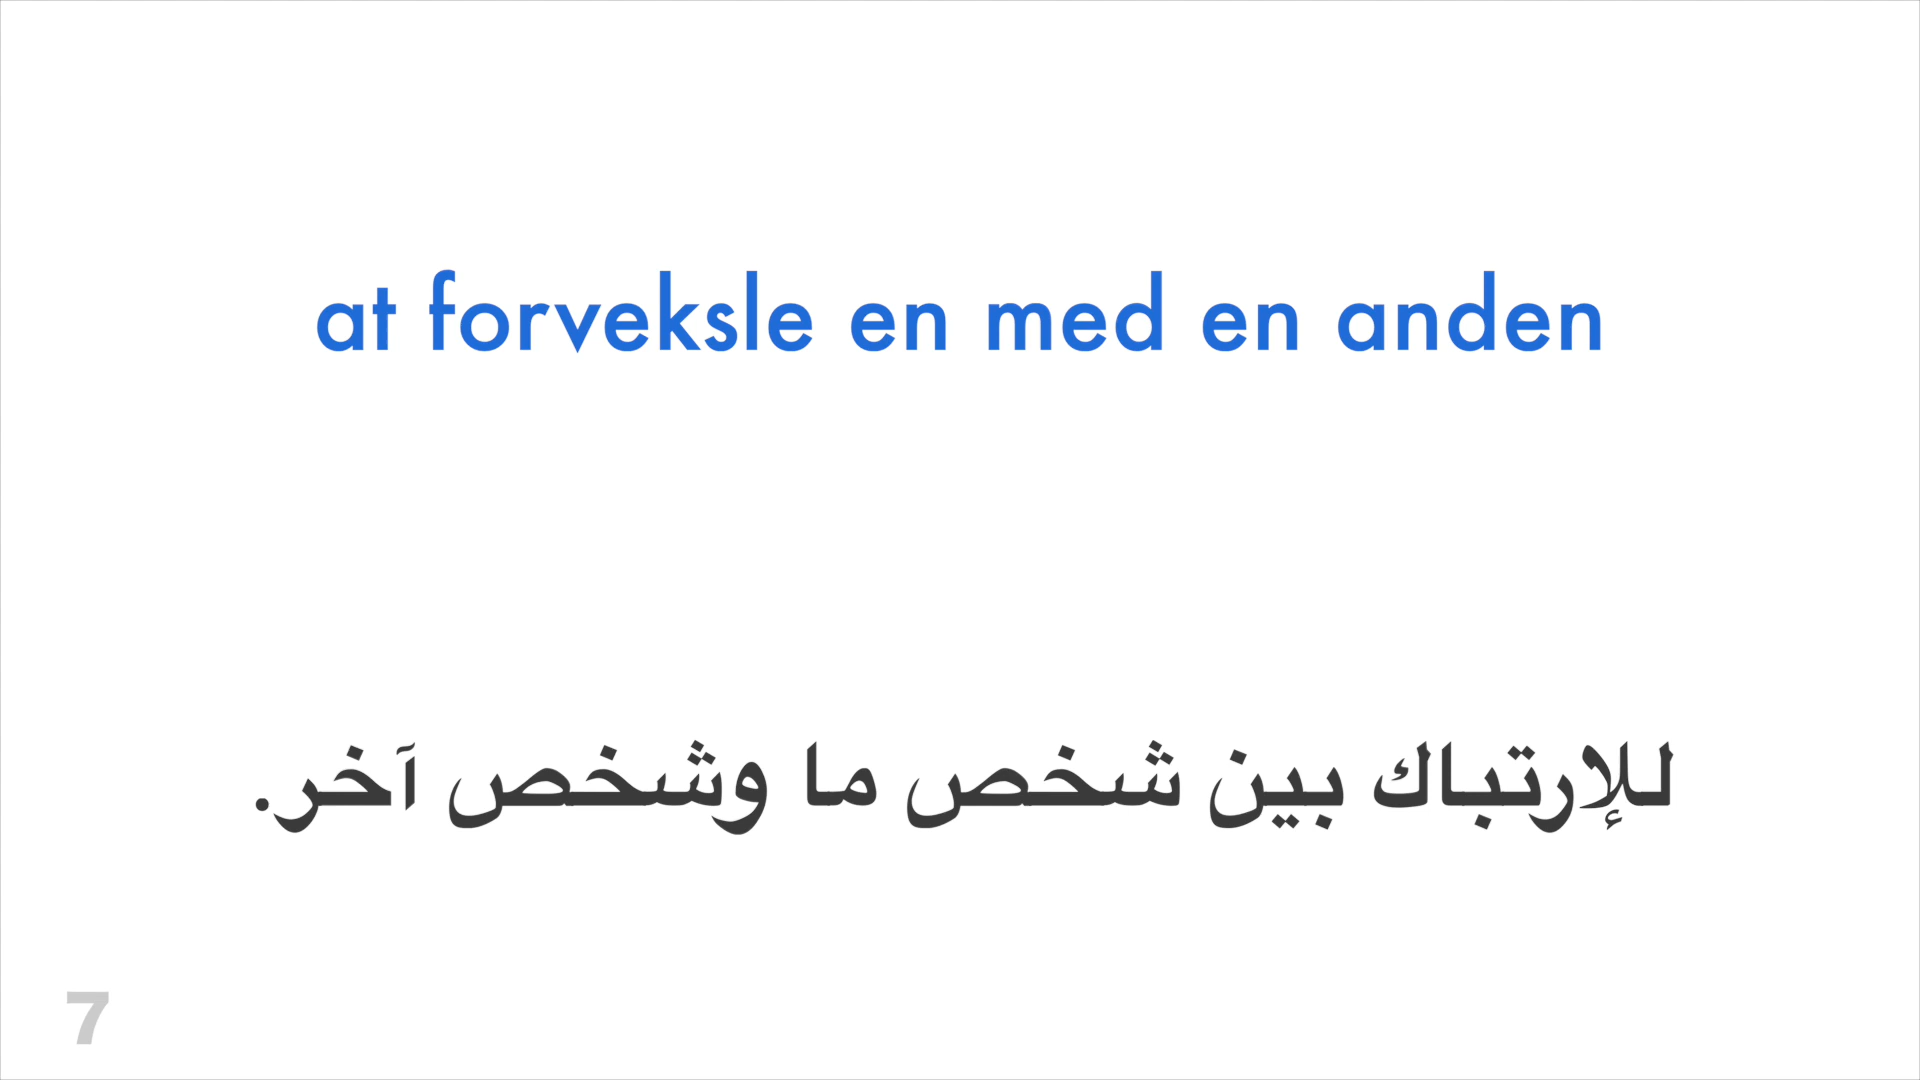 at forveksle en med en anden
للإرتباك بين شخص ما وشخص آخر.
7